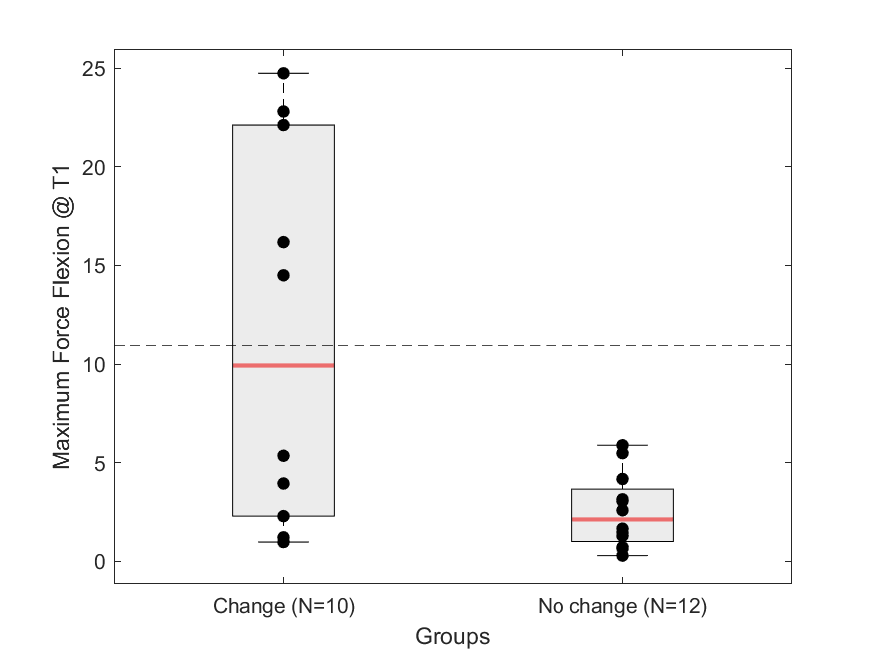 Maximum Force Flexion @ T1
25
20
15
10
5
0
Change (N=10)
No change (N=12)
Groups